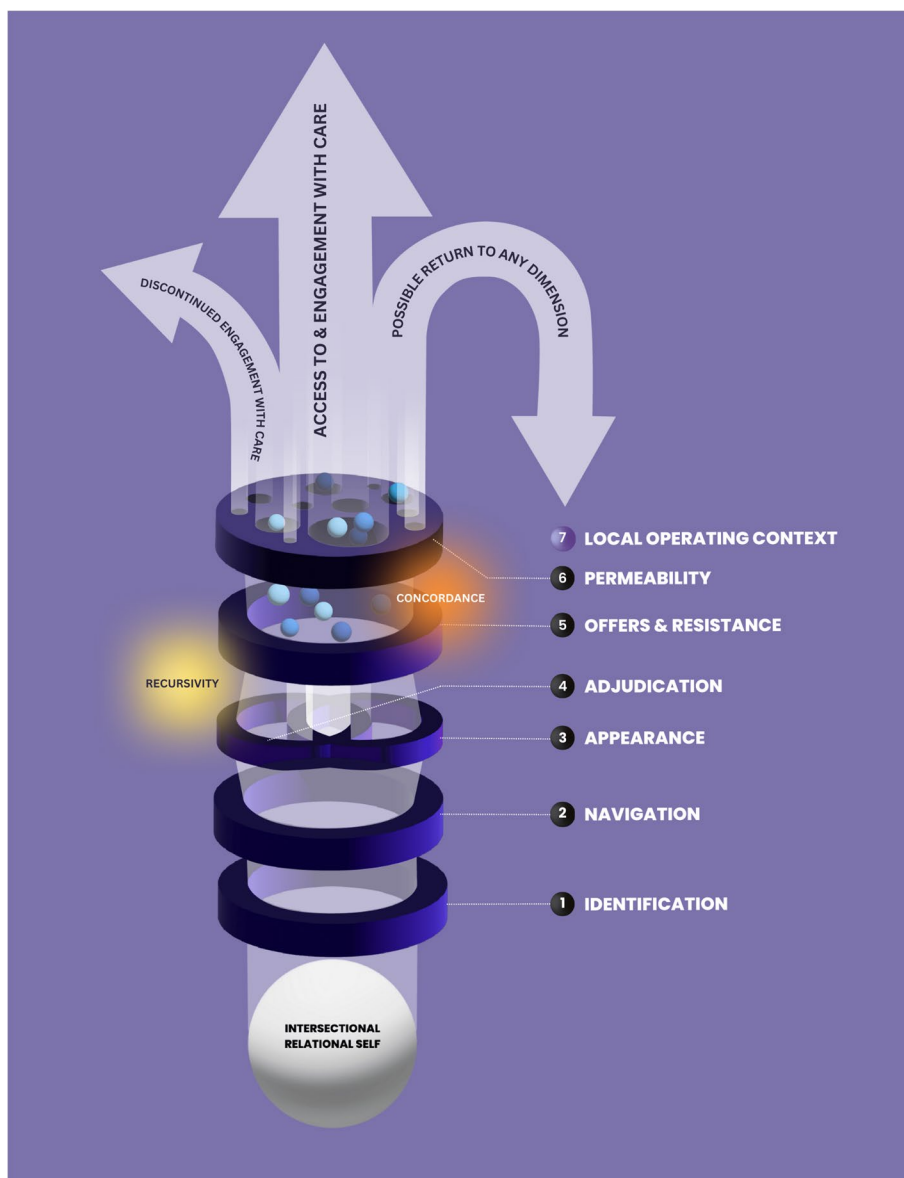 ACCESS TO & ENGAGEMENT WITH CARE
DISCONTINUED ENGAGEMENT WITH CARE
POSSIBLE RETURN TO ANY DIMENSION
7 LOCAL OPERATING CONTEXT
6 PERMEABILITY
CONCORDANCE
5 OFFERS & RESISTANCE
RECURSIVITY
4 ADJUDICATION
3 APPEARANCE
2 NAVIGATION
1 IDENTIFICATION
INTERSECTIONAL
RELATIONAL SELF